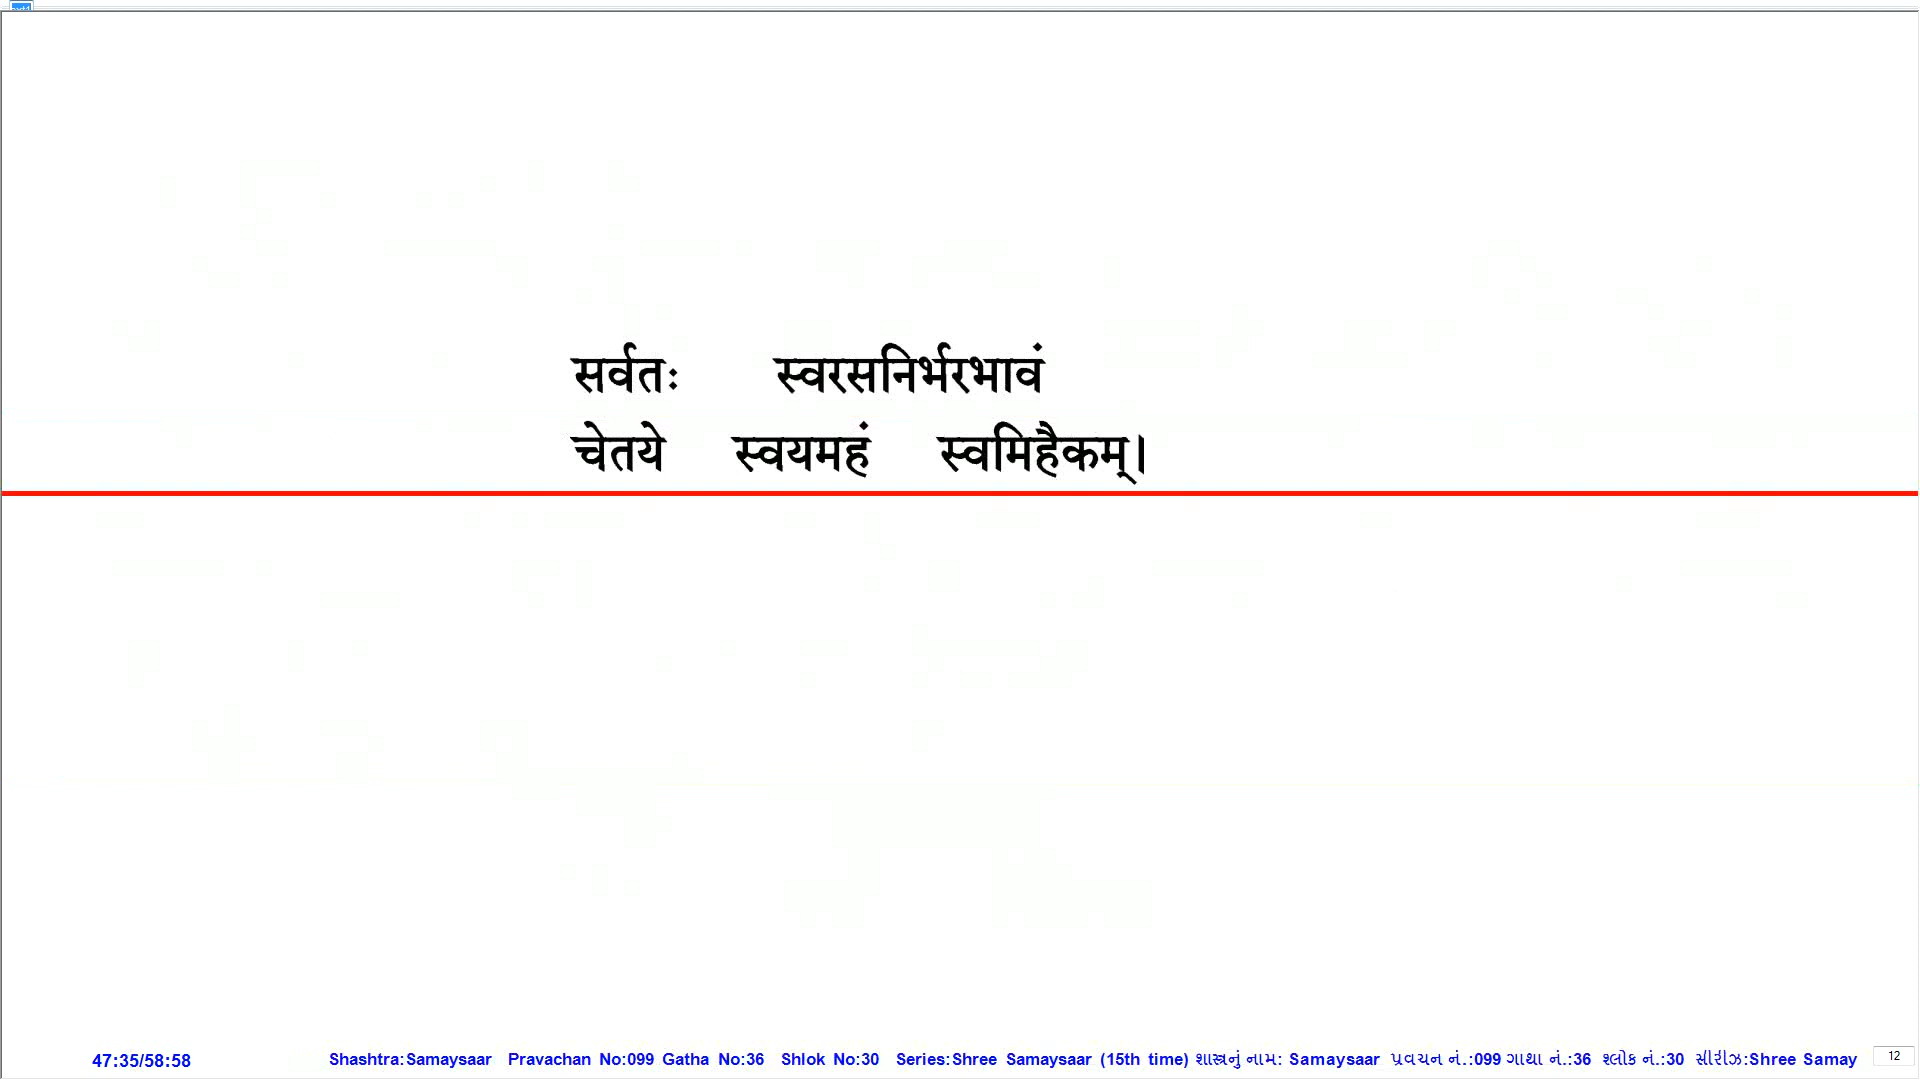 सर्वतः स्वरसनिर्भरभावं
चेतये स्वयमहं स्वमिहैकम्।
47:35/58:58 Shashtra:Samaysaar Pravachan No:099 Gatha No:36 Shlok No:30 Series:Shree Samaysaar (15th time) શાસ્ત્રનું નામ: Samaysaar પ્રવચન નં.:099 ગાથા નં.:36 શ્લોક નં.:30 સીરીઝ:Shree Samay 12